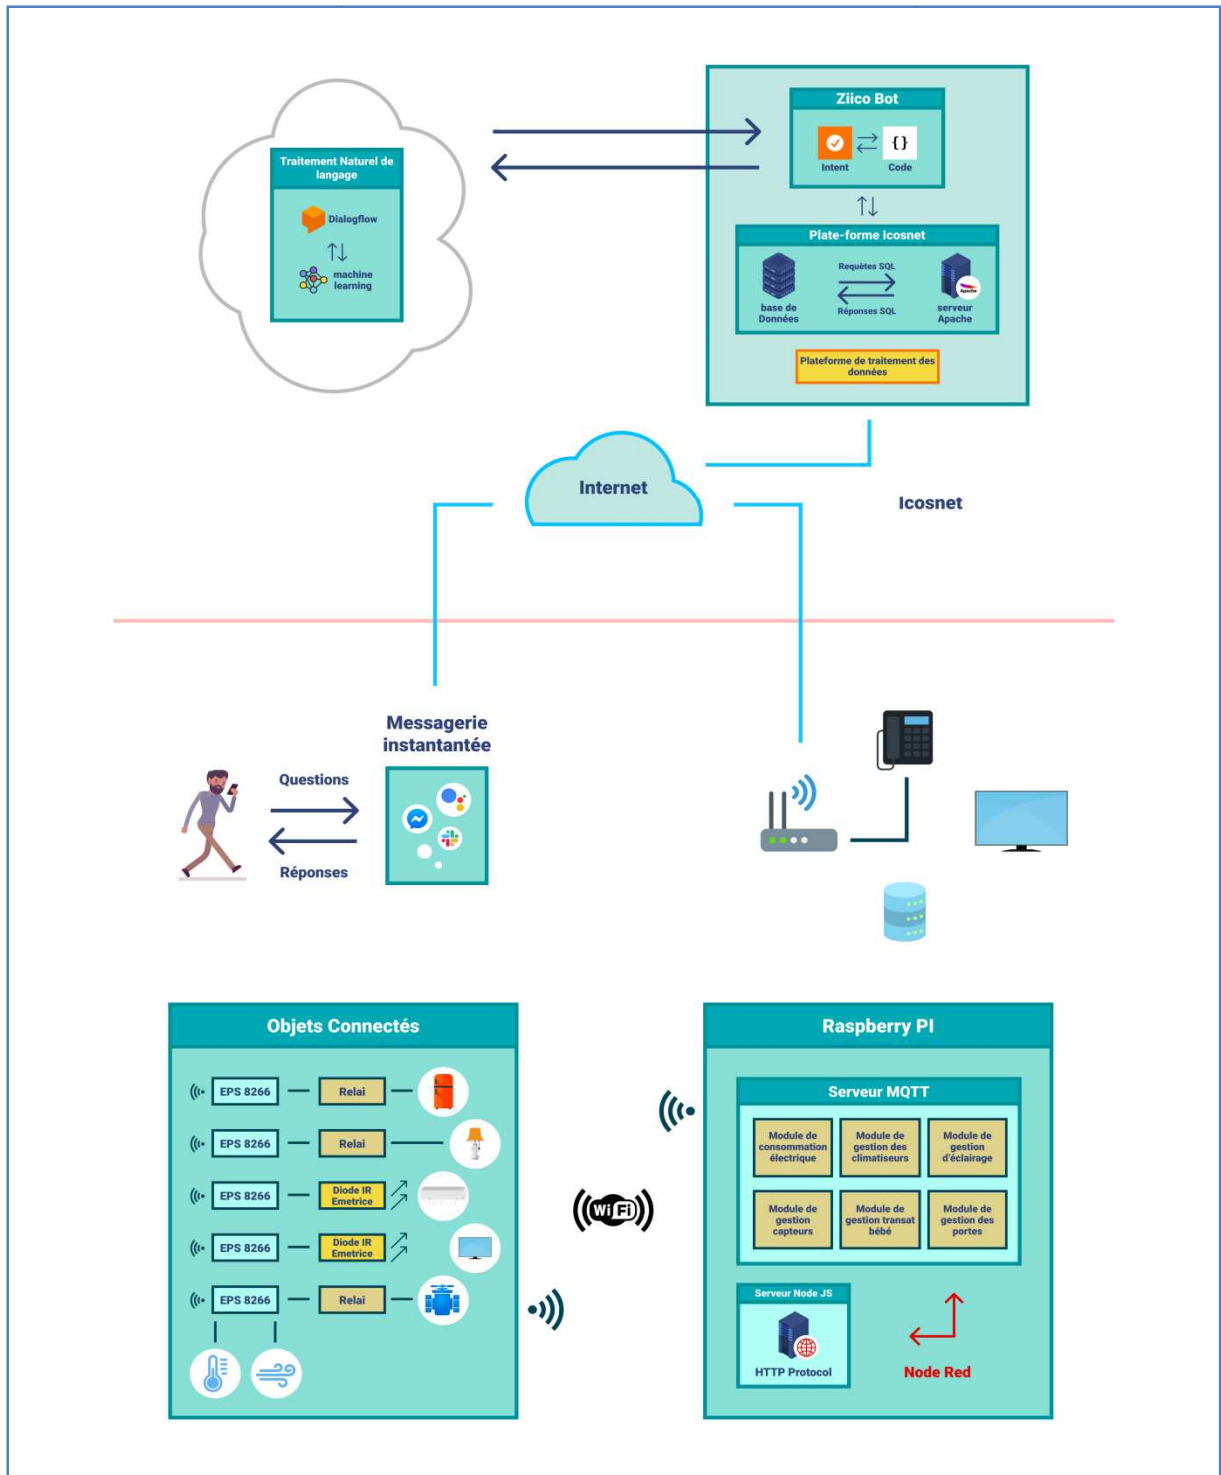 Ziico Bot
Intent
Code
Traitement Naturel de
langage
Dialogflow
machine
learning
Plate-forme Icosnet
Requètes SQL
Réponses SQL
base de
Données
serveur
Apache
Apache
Plateforme de traitement des
données
Internet
Icosnet
Messagerie
instantantée
Questions
Réponses
Objets Connectés
EPS 8266
Relai
EPS 8266
Relai
EPS 8266
Diode IR
Emetrice
EPS 8266
Diode IR
Emetrice
EPS 8266
Relai
WiFi
Raspberry PI
Serveur MQTT
Module de
consommation
électrique
Module de
gestion des
climatiseurs
Module de
gestion
d'éclairage
Module de
gestion
capteurs
Module de
gestion transat
bébé
Module de
gestion des
portes
Serveur Node JS
HTTP Protocol
Node Red